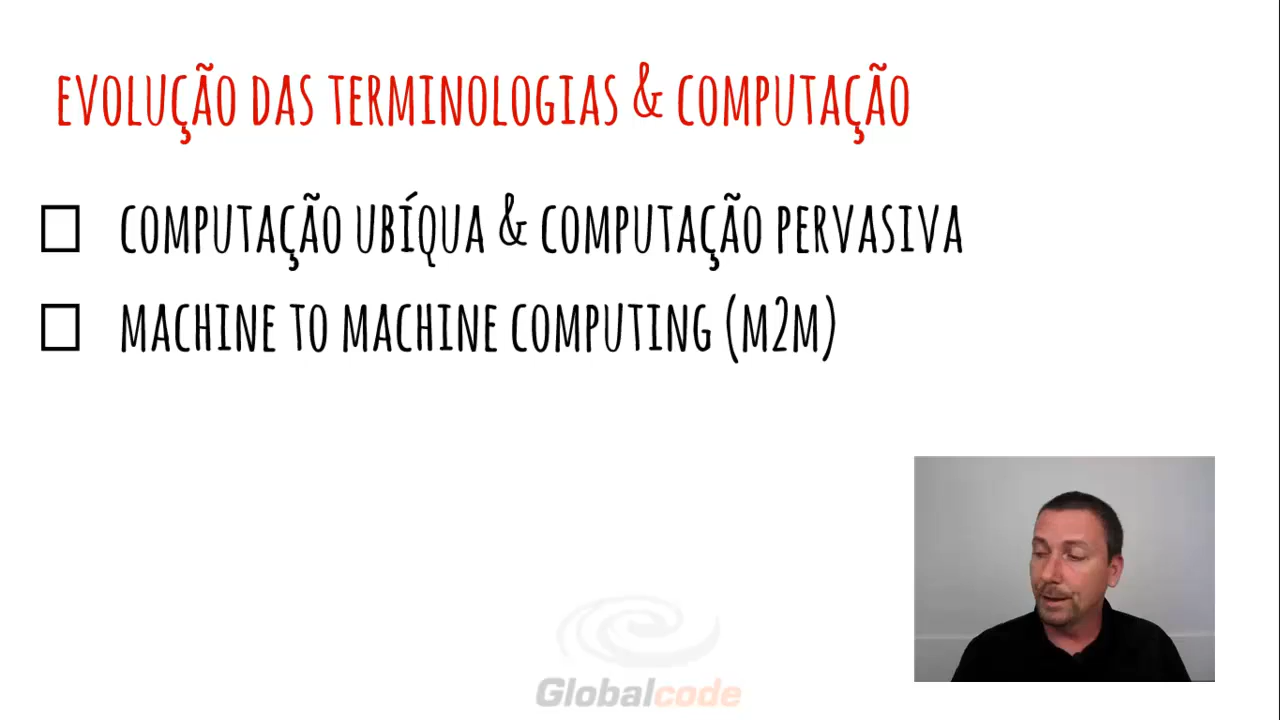 EVOLUÇÃO DAS TERMINOLOGIAS & COMPUTAÇÃO
COMPUTAÇÃO UBÍQUA & COMPUTAÇÃO PERVASIVA
MACHINE TO MACHINE COMPUTING (M2M)
Globalcode